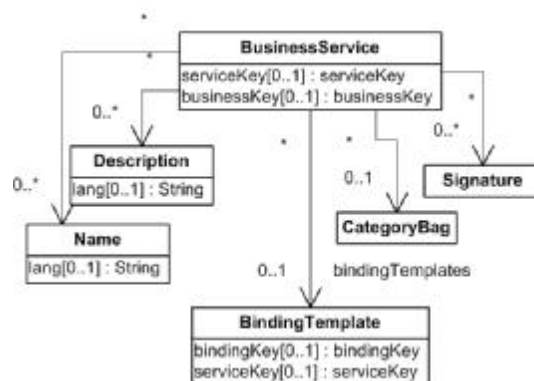 *
*
BusinessService
serviceKey[0..1] : serviceKey
businessKey[0..1] : businessKey
*
0..*
*
*
0..*
Description
lang[0..1] : String
0..*
0..1
Signature
Name
lang[0..1] : String
CategoryBag
0..1
bindingTemplates
BindingTemplate
bindingKey[0..1] : bindingKey
serviceKey[0..1] : serviceKey